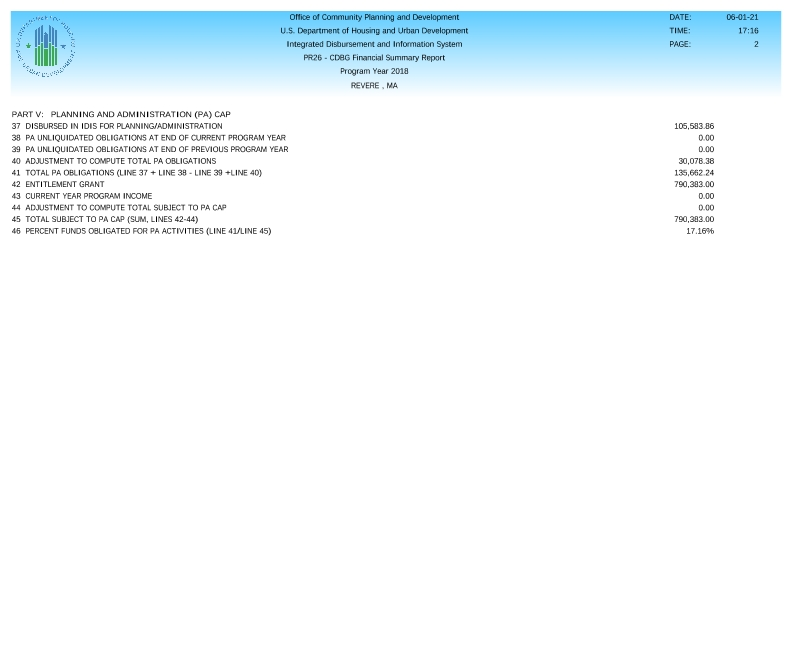 Office of Community Planning and Development
DATE: 06-01-21
U.S. Department of Housing and Urban Development
TIME: 17:16
Integrated Disbursement and Information System
PAGE: 2
PR26 - CDBG Financial Summary Report
Program Year 2018
REVERE , MA
PART V: PLANNING AND ADMINISTRATION (PA) CAP
37 DISBURSED IN IDIS FOR PLANNING/ADMINISTRATION 105,583.86
38 PA UNLIQUIDATED OBLIGATIONS AT END OF CURRENT PROGRAM YEAR 0.00
39 PA UNLIQUIDATED OBLIGATIONS AT END OF PREVIOUS PROGRAM YEAR 0.00
40 ADJUSTMENT TO COMPUTE TOTAL PA OBLIGATIONS 30,078.38
41 TOTAL PA OBLIGATIONS (LINE 37 + LINE 38 - LINE 39 +LINE 40) 135,662.24
42 ENTITLEMENT GRANT 790,383.00
43 CURRENT YEAR PROGRAM INCOME 0.00
44 ADJUSTMENT TO COMPUTE TOTAL SUBJECT TO PA CAP 0.00
45 TOTAL SUBJECT TO PA CAP (SUM, LINES 42-44) 790,383.00
46 PERCENT FUNDS OBLIGATED FOR PA ACTIVITIES (LINE 41/LINE 45) 17.16%